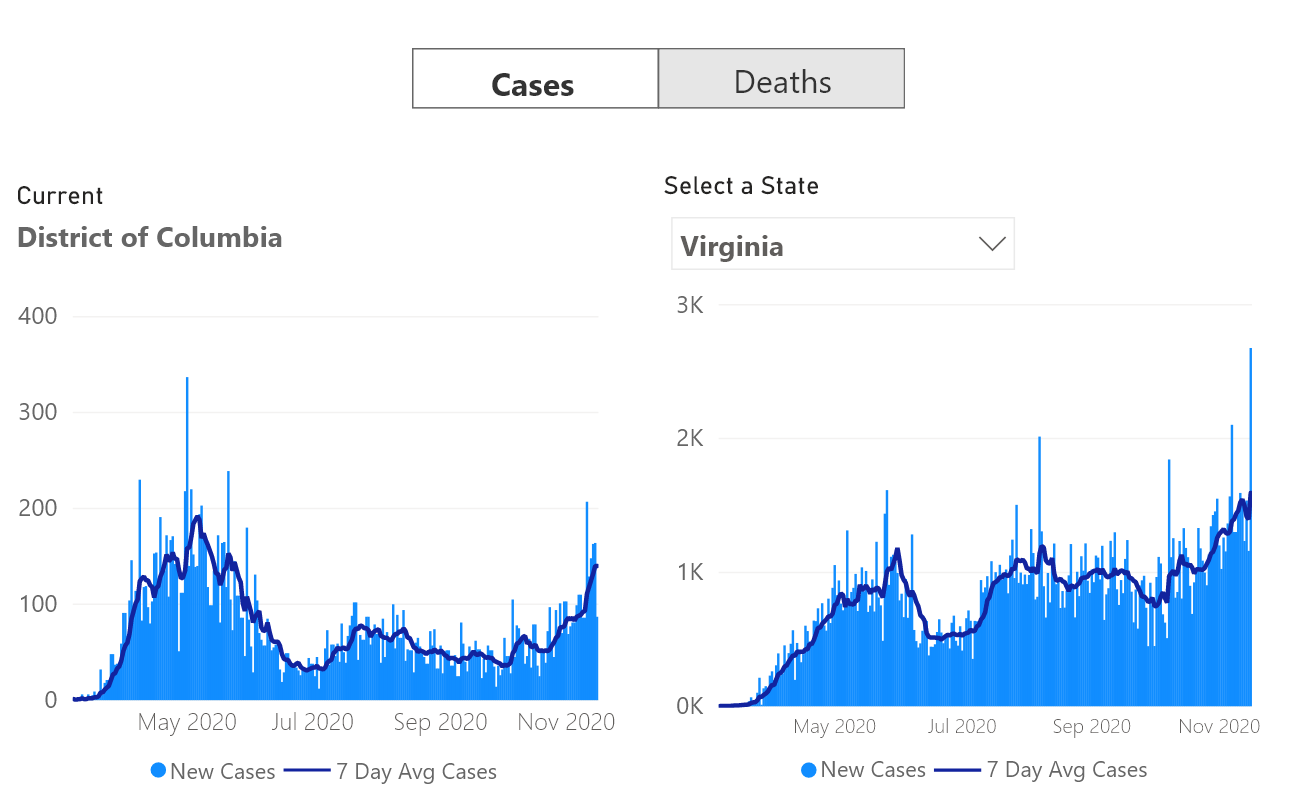 Cases
Deaths
Current
District of Columbia
400
300
200
100
0
May 2020
Jul 2020
Sep 2020
Nov 2020
New Cases
7 Day Avg Cases
Select a State
Virginia
3K
2K
1K
0K
May 2020
Jul 2020
Sep 2020
Nov 2020
New Cases
7 Day Avg Cases